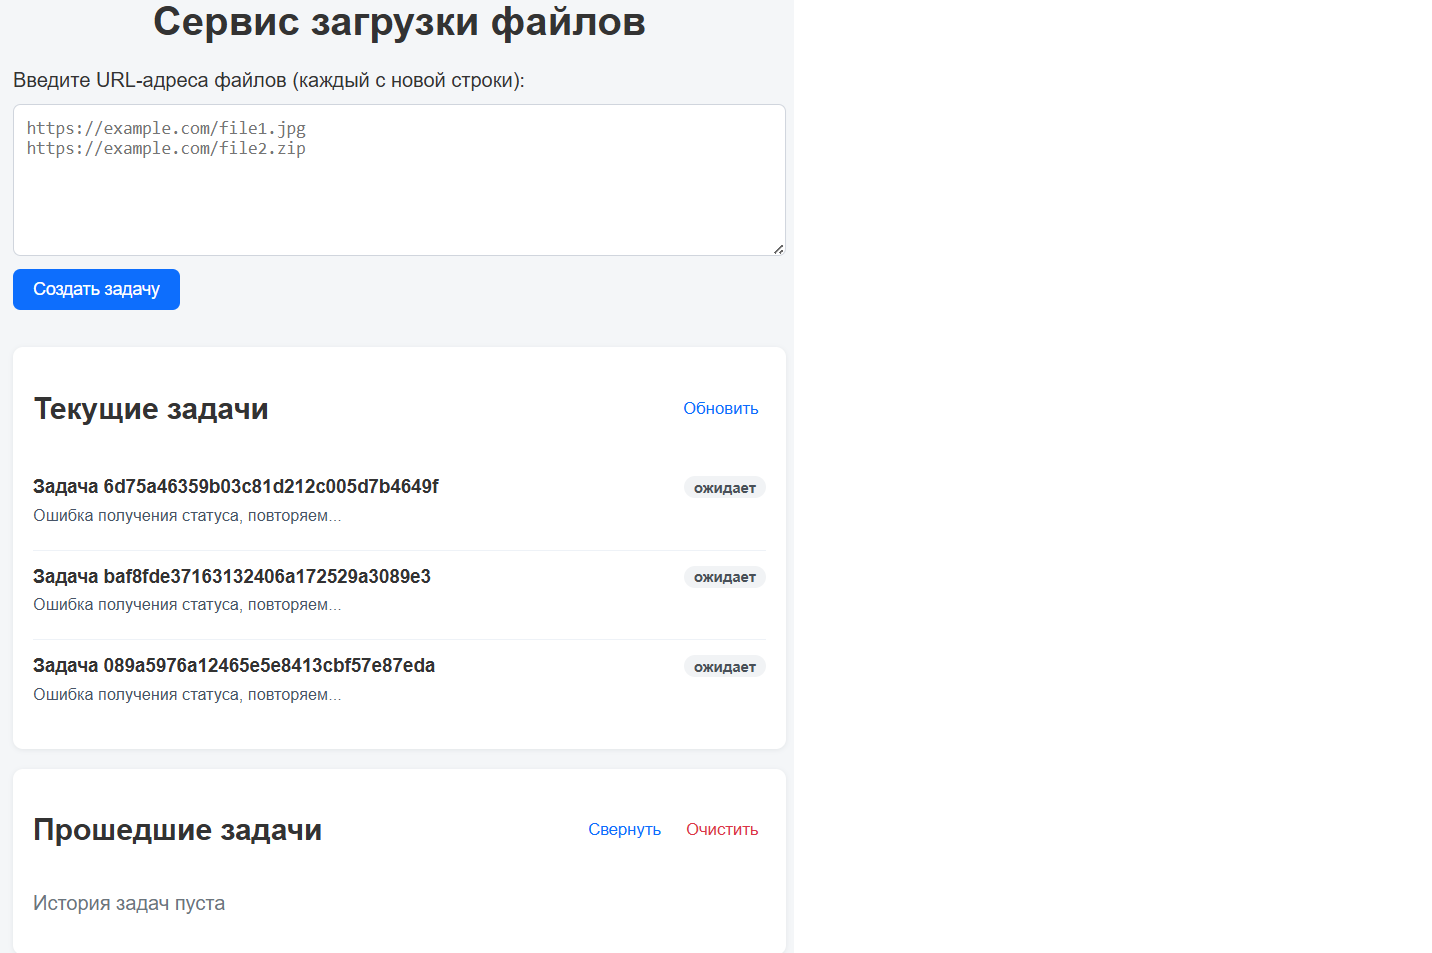 Сервис загрузки файлов
Введите URL-адреса файлов (каждый с новой строки):
https://example.com/file1.jpg
https://example.com/file2.zip
Создать задачу
Текущие задачи
Обновить
Задача 6d75a46359b03c81d212c005d7b4649f
ожидает
Ошибка получения статуса, повторяем...
Задача baf8fde37163132406a172529a3089e3
ожидает
Ошибка получения статуса, повторяем...
Задача 089a5976a12465e5e8413cbf57e87eda
ожидает
Ошибка получения статуса, повторяем...
Прошедшие задачи
Свернуть
Очистить
История задач пуста